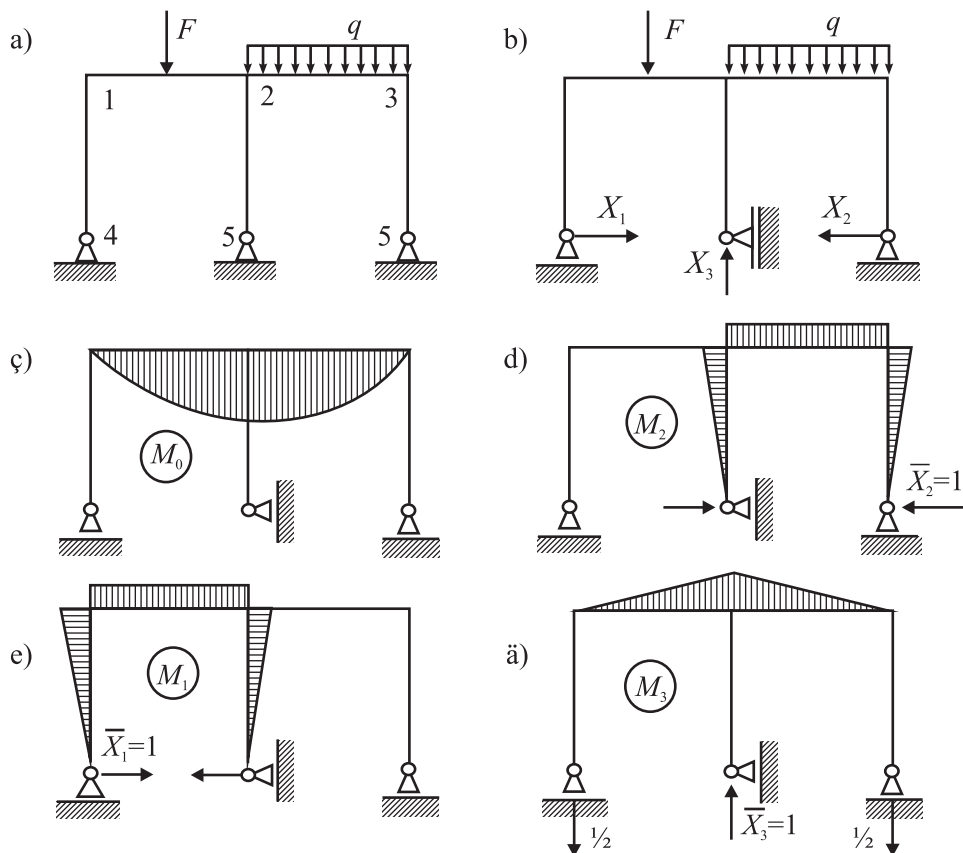 a)
F
q
1
2
3
4
5
5
b)
F
q
X₁
X₂
X₃
ç)
M₀
d)
M₂
X̅₂=1
e)
M₁
X̅₁=1
ä)
M₃
X̅₃=1
½
½